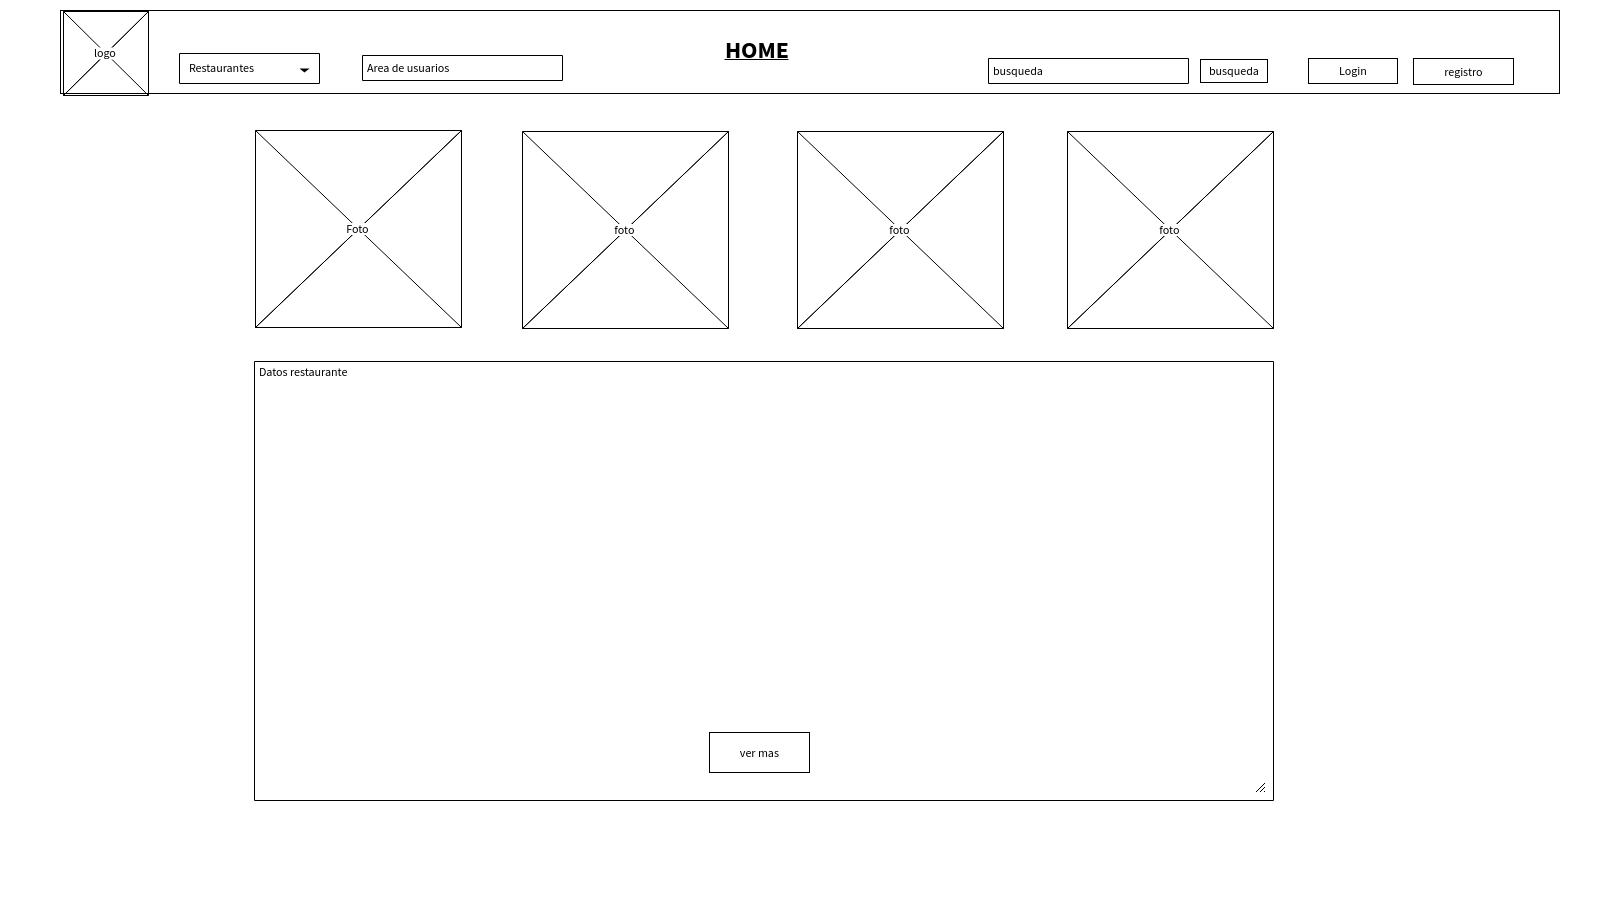 logo
Restaurantes
Area de usuarios
HOME
busqueda
busqueda
Login
registro
Foto
foto
foto
foto
Datos restaurante
ver mas